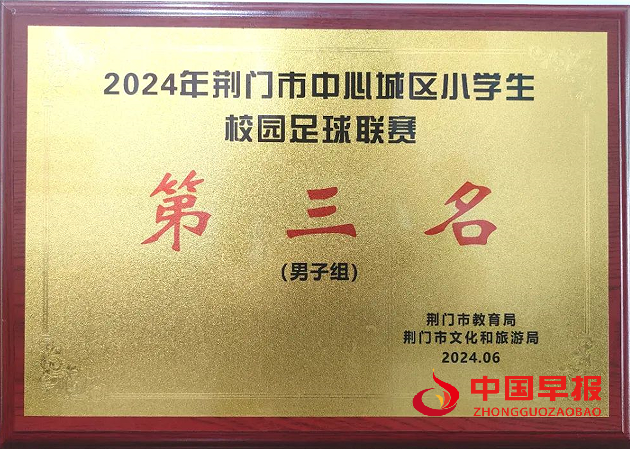 2024年荆门市中心城区小学生
校园足球联赛
第三名
(男子组)
荆门市教育局
荆门市文化和旅游局
2024.06
中国早报
ZHONGGUOZAOBAO